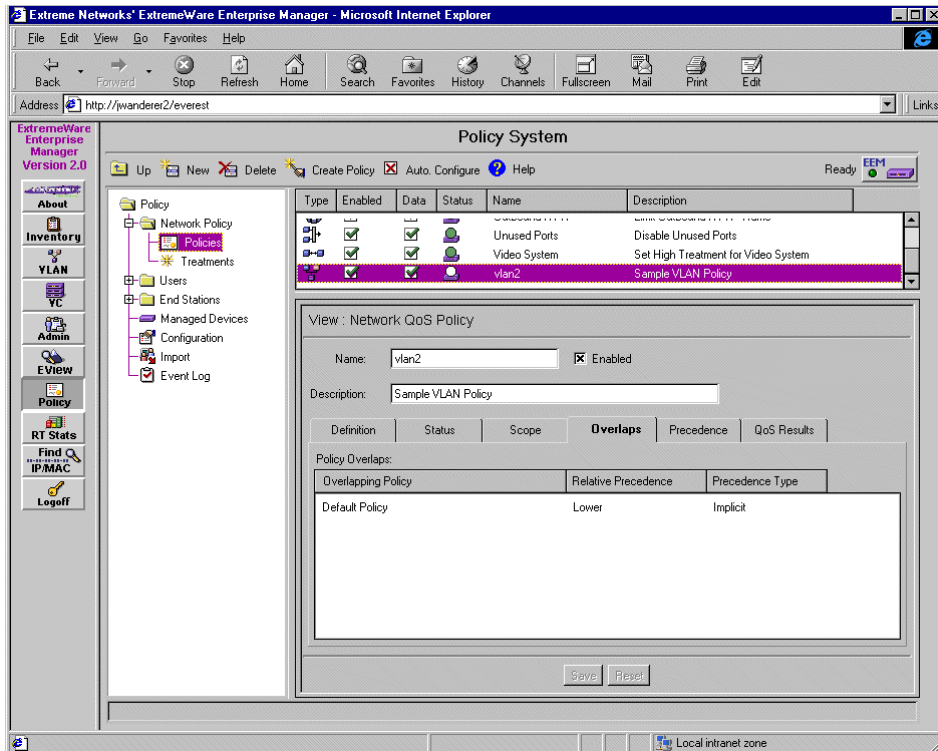 Extreme Networks' ExtremeWare Enterprise Manager - Microsoft Internet Explorer
File Edit View Go Favorites Help
Back Forward Stop Refresh Home Search Favorites History Channels Fullscreen Mail Print Edit
Address http://jwanderer2/everest Links
ExtremeWare
Enterprise
Manager
Version 2.0
About
Inventory
VLAN
VC
Admin
EView
Policy
RT Stats
Find
IP/MAC
Logoff
Policy System
Up New Delete Create Policy Auto. Configure Help Ready EEM
Policy
Network Policy
Policies
Treatments
Users
End Stations
Managed Devices
Configuration
Import
Event Log
Type Enabled Data Status Name Description
Unused Ports Disable Unused Ports
Video System Set High Treatment for Video System
vlan2 Sample VLAN Policy
View : Network QoS Policy
Name: vlan2 Enabled
Description: Sample VLAN Policy
Definition Status Scope Overlaps Precedence QoS Results
Policy Overlaps:
Overlapping Policy Relative Precedence Precedence Type
Default Policy Lower Implicit
Save Reset
Local intranet zone